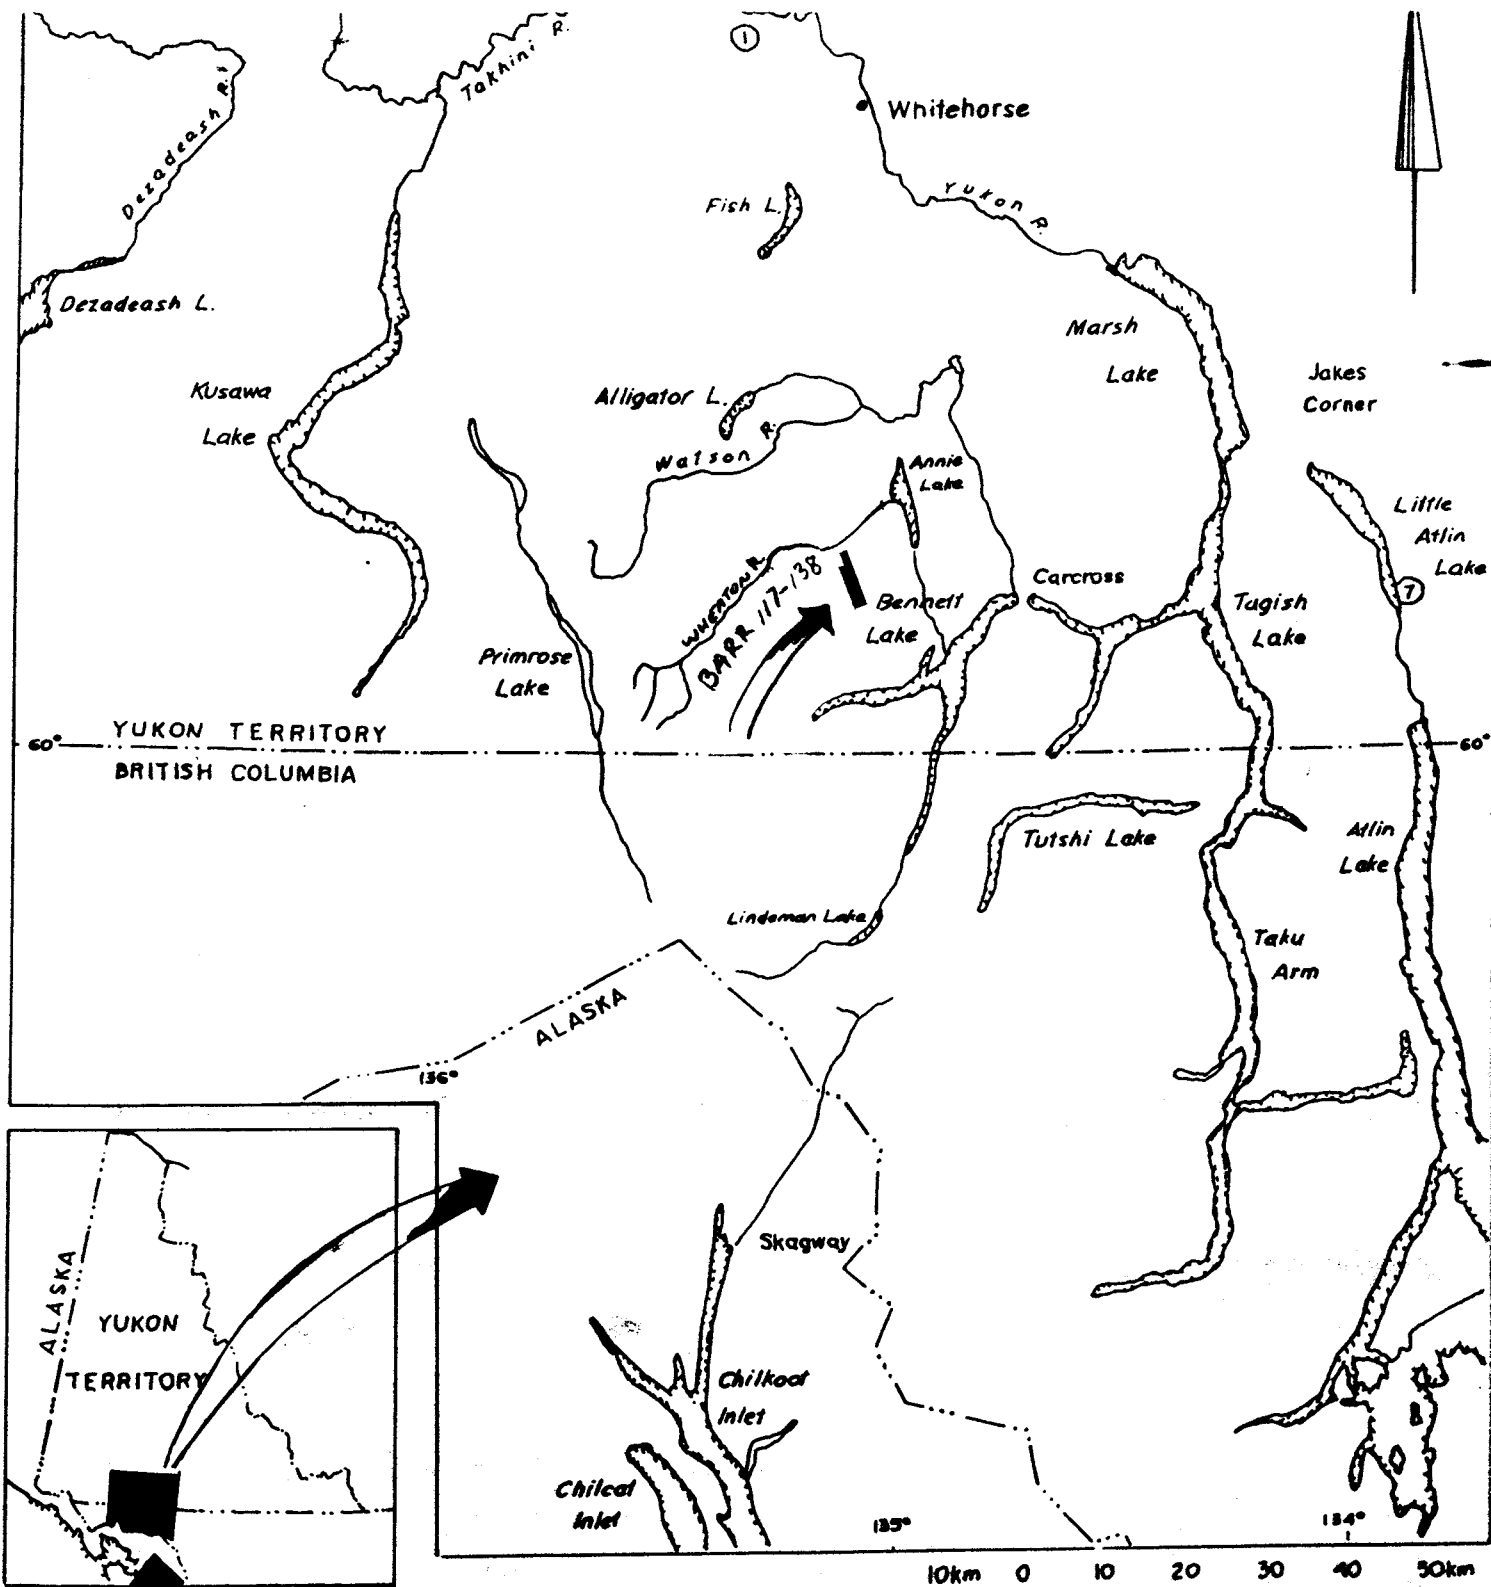 Dezadeash R.
Takhini R.
1
Whitehorse
Fish L.
Yukon R.
Dezadeash L.
Marsh
Lake
Kusawa
Lake
Alligator L.
Jakes
Corner
Watson R.
Annie
Lake
Little
Atlin
Lake
7
WHEATON R.
BARR 117-138
Carcross
Bennett
Lake
Tagish
Lake
Primrose
Lake
YUKON TERRITORY
60°
60°
BRITISH COLUMBIA
Tutshi Lake
Atlin
Lake
Lindeman Lake
Taku
Arm
ALASKA
136°
Skagway
ALASKA
YUKON
TERRITORY
Chilkoot
Inlet
Chilcat
Inlet
135°
134°
10km 0 10 20 30 40 50km